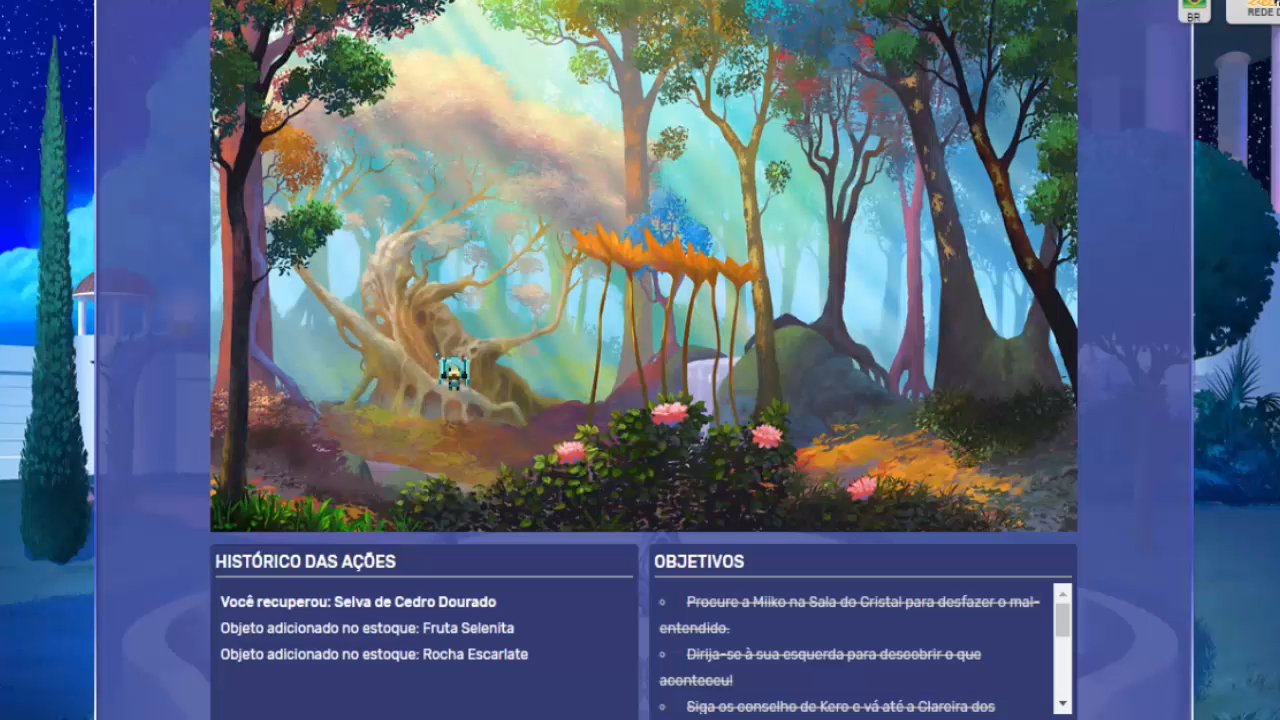 BR
REDE
HISTÓRICO DAS AÇÕES
Você recuperou: Selva de Cedro Dourado
Objeto adicionado no estoque: Fruta Selenita
Objeto adicionado no estoque: Rocha Escarlate
OBJETIVOS
Procure a Miiko na Sala do Cristal para desfazer o mal-
entendido.
Dirija-se à sua esquerda para descobrir o que
aconteceu!
Siga os conselho de Kero e vá até a Clareira dos